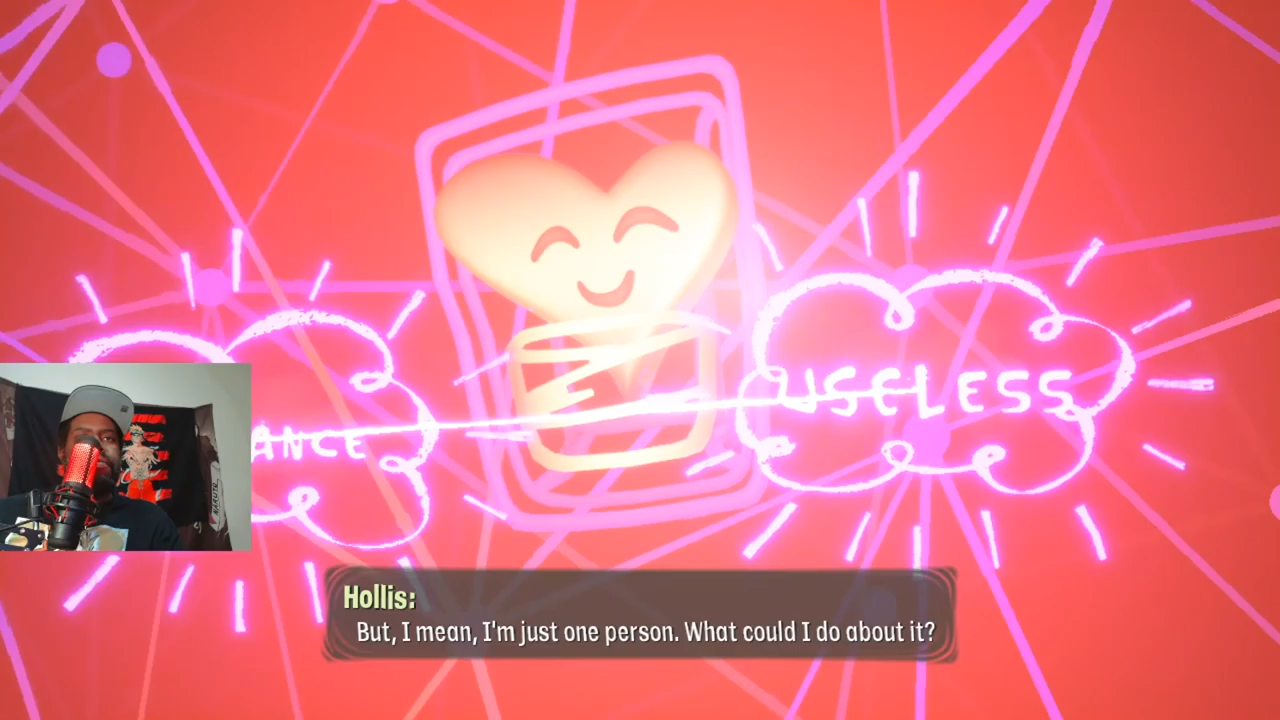 USELESS
ANCE
Hollis:
But, I mean, I'm just one person. What could I do about it?